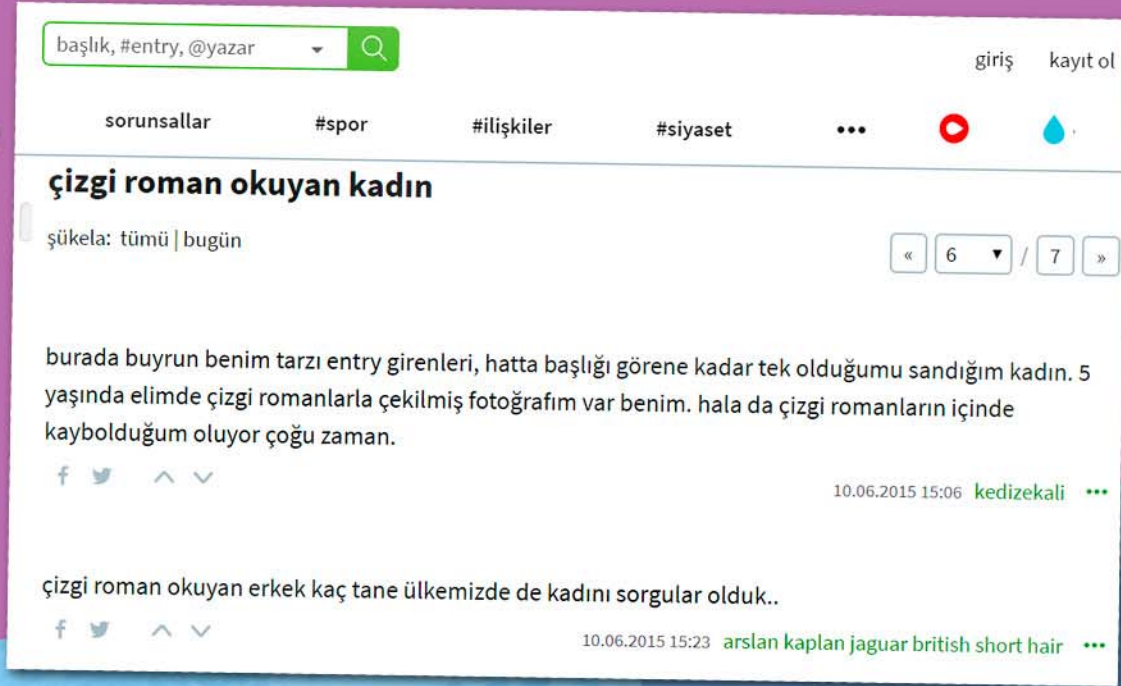 başlık, #entry, @yazar
giriş kayıt ol
sorunsallar #spor #ilişkiler #siyaset •••
çizgi roman okuyan kadın
şükela: tümü | bugün
« 6 / 7 »
burada buyrun benim tarzı entry girenleri, hatta başlığı görene kadar tek olduğumu sandığım kadın. 5
yaşında elimde çizgi romanlarla çekilmiş fotoğrafım var benim. hala da çizgi romanların içinde
kaybolduğum oluyor çoğu zaman.
10.06.2015 15:06 kedizekali •••
çizgi roman okuyan erkek kaç tane ülkemizde de kadını sorgular olduk..
10.06.2015 15:23 arslan kaplan jaguar british short hair •••